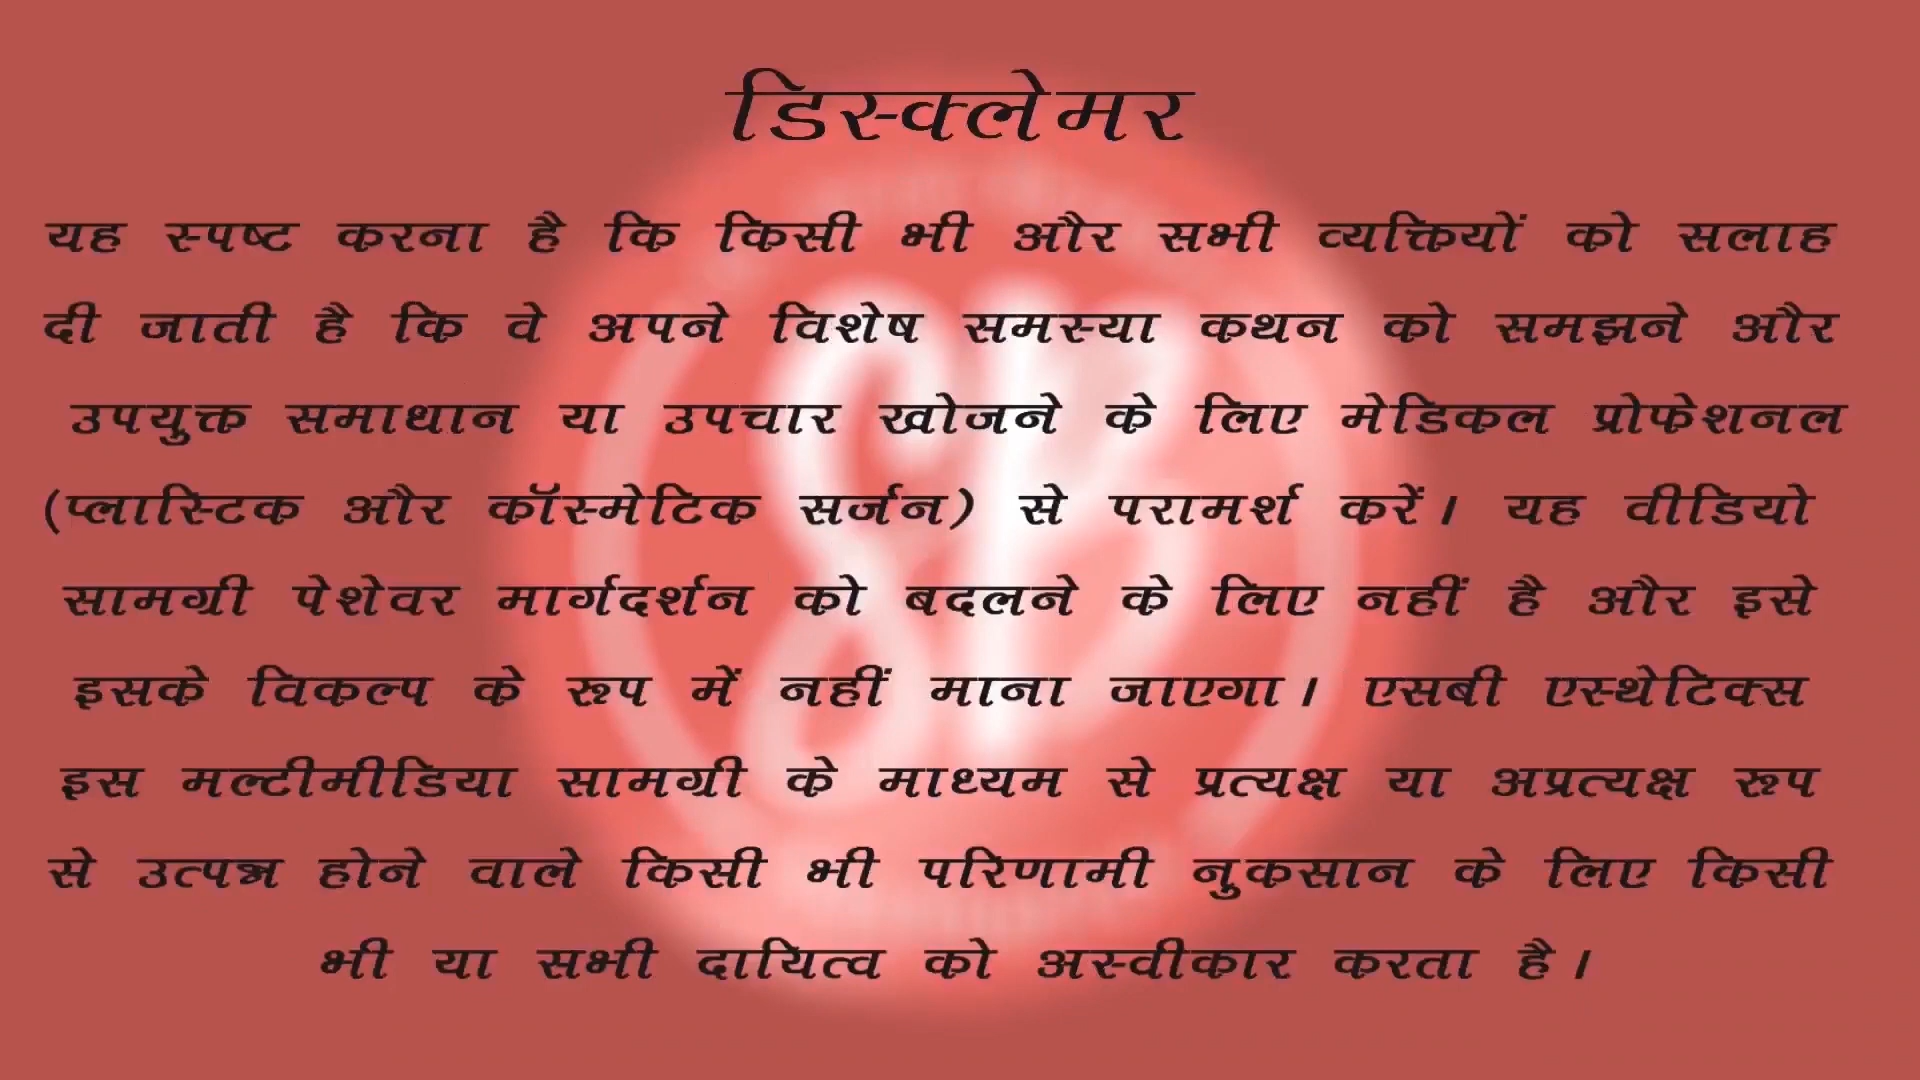 डिस्क्लेमर
यह स्पष्ट करना है कि किसी भी और सभी व्यक्तियों को सलाह
दी जाती है कि वे अपने विशेष समस्या कथन को समझने और
उपयुक्त समाधान या उपचार खोजने के लिए मेडिकल प्रोफेशनल
(प्लास्टिक और कॉस्मेटिक सर्जन) से परामर्श करें। यह वीडियो
सामग्री पेशेवर मार्गदर्शन को बदलने के लिए नहीं है और इसे
इसके विकल्प के रूप में नहीं माना जाएगा। एसबी एस्थेटिक्स
इस मल्टीमीडिया सामग्री के माध्यम से प्रत्यक्ष या अप्रत्यक्ष रूप
से उत्पन्न होने वाले किसी भी परिणामी नुकसान के लिए किसी
भी या सभी दायित्व को अस्वीकार करता है।